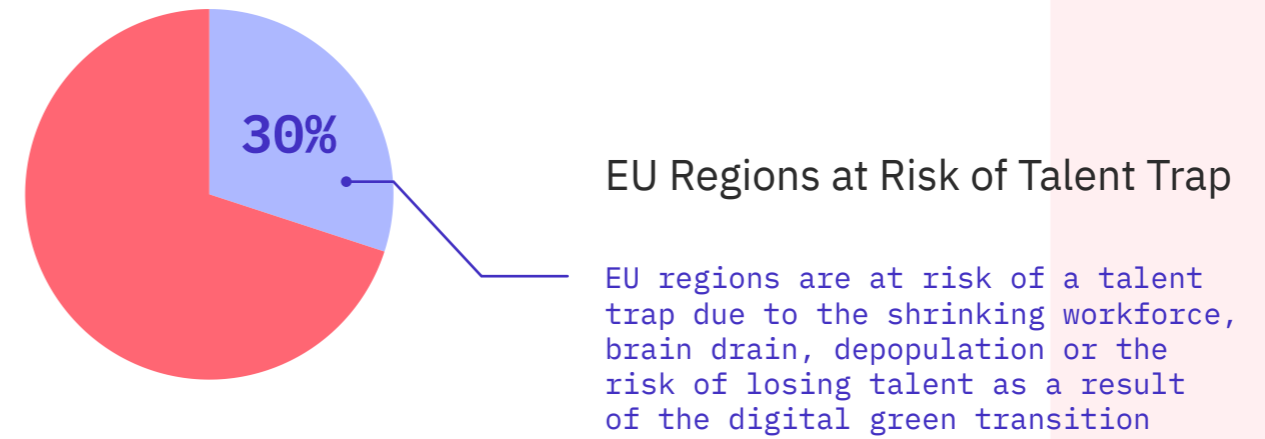 30%
EU Regions at Risk of Talent Trap
EU regions are at risk of a talent
trap due to the shrinking workforce,
brain drain, depopulation or the
risk of losing talent as a result
of the digital green transition